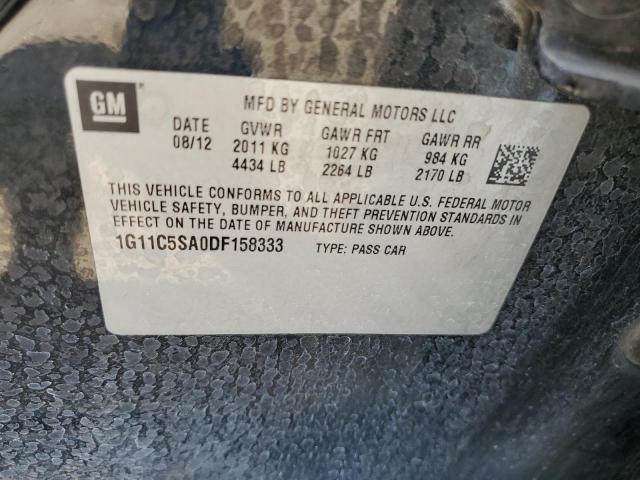 GM
MFD BY GENERAL MOTORS LLC
DATE GVWR GAWR FRT GAWR RR
08/12 2011 KG 1027 KG 984 KG
4434 LB 2264 LB 2170 LB
THIS VEHICLE CONFORMS TO ALL APPLICABLE U.S. FEDERAL MOTOR
VEHICLE SAFETY, BUMPER, AND THEFT PREVENTION STANDARDS IN
EFFECT ON THE DATE OF MANUFACTURE SHOWN ABOVE.
1G11C5SA0DF158333 TYPE: PASS CAR